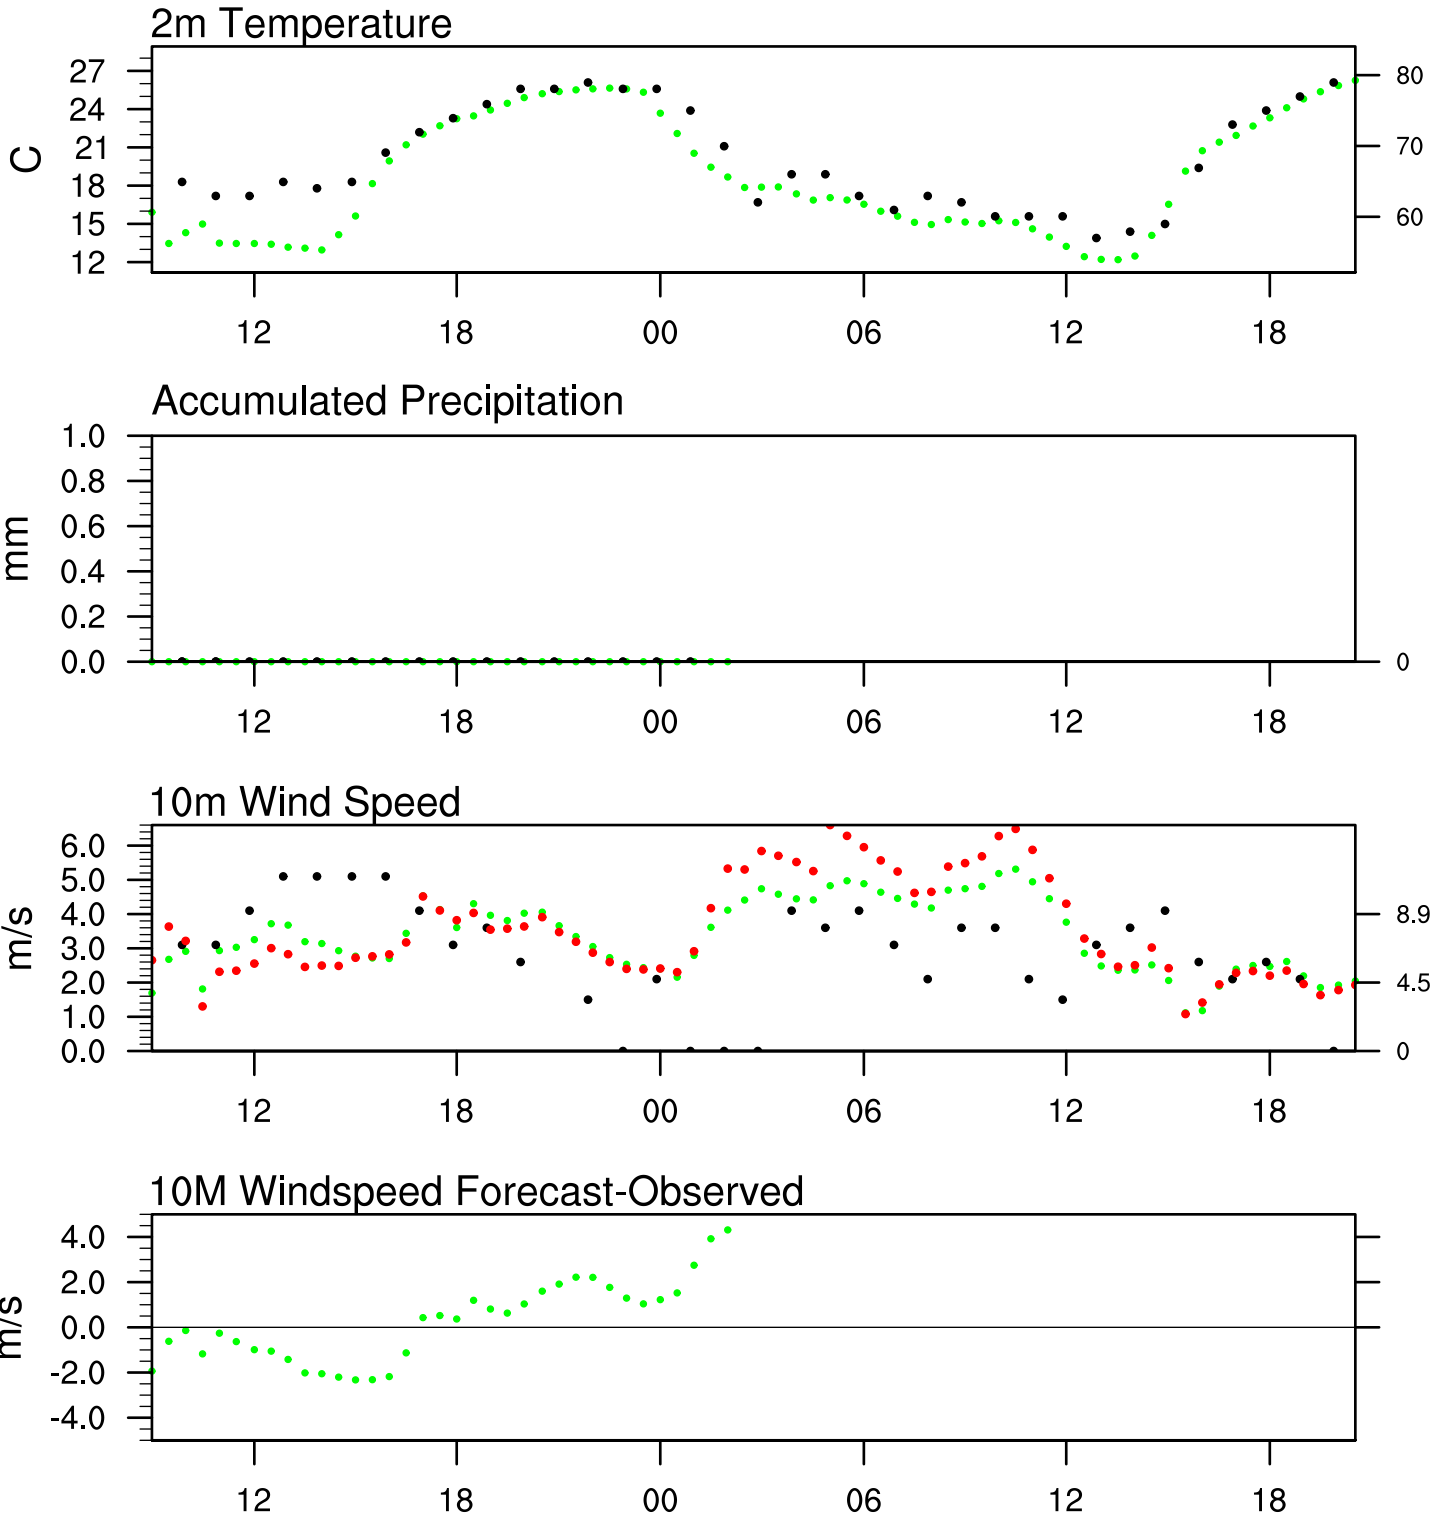 2m Temperature
27
24
21
18
15
12
C
80
70
60
12 18 00 06 12 18
Accumulated Precipitation
1.0
0.8
0.6
0.4
0.2
0.0
mm
0
12 18 00 06 12 18
10m Wind Speed
6.0
5.0
4.0
3.0
2.0
1.0
0.0
m/s
8.9
4.5
0
12 18 00 06 12 18
10M Windspeed Forecast-Observed
4.0
2.0
0.0
-2.0
-4.0
m/s
12 18 00 06 12 18